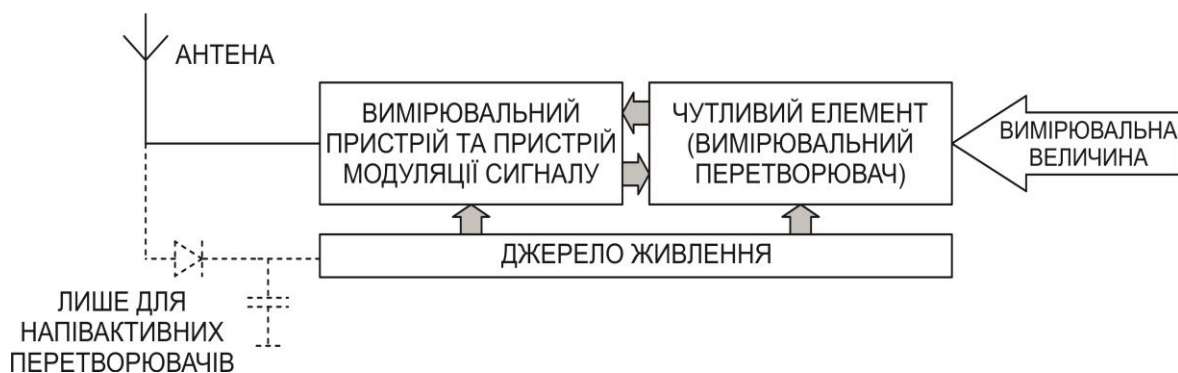 АНТЕНА
ВИМІРЮВАЛЬНИЙ
ПРИСТРІЙ ТА ПРИСТРІЙ
МОДУЛЯЦІЇ СИГНАЛУ
ЧУТЛИВИЙ ЕЛЕМЕНТ
(ВИМІРЮВАЛЬНИЙ
ПЕРЕТВОРЮВАЧ)
ВИМІРЮВАЛЬНА
ВЕЛИЧИНА
ДЖЕРЕЛО ЖИВЛЕННЯ
ЛИШЕ ДЛЯ
НАПІВАКТИВНИХ
ПЕРЕТВОРЮВАЧІВ